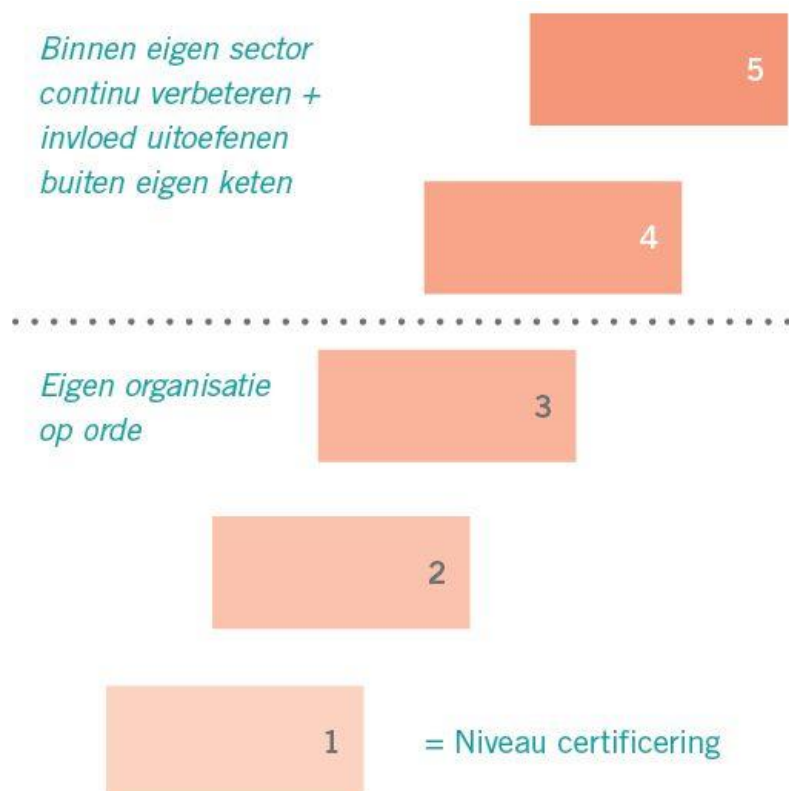 Binnen eigen sector
continu verbeteren +
invloed uitoefenen
buiten eigen keten
5
4
Eigen organisatie
op orde
3
2
1 = Niveau certificering